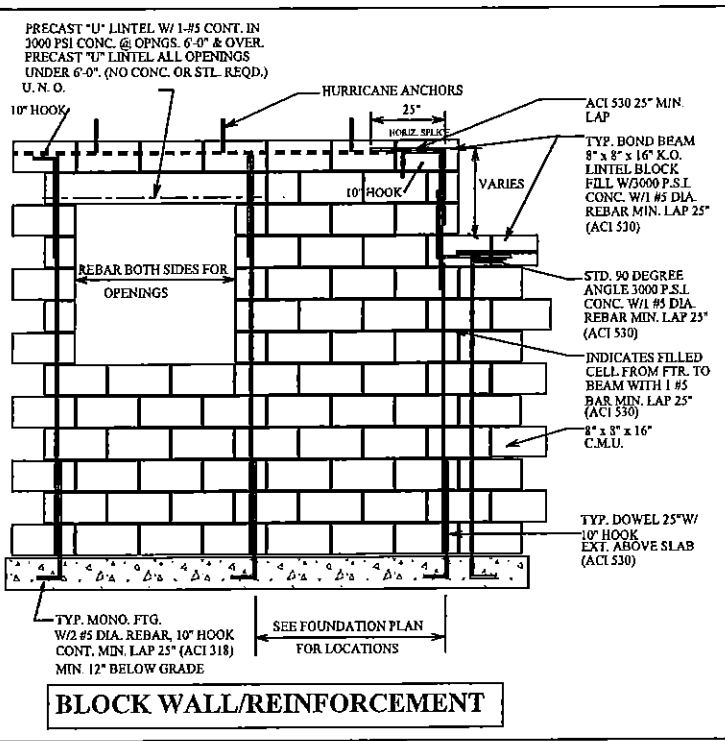 PRECAST "U" LINTEL W/ 1-#5 CONT. IN
3000 PSI CONC. @ OPNGS. 6'-0" & OVER.
PRECAST "U" LINTEL ALL OPENINGS
UNDER 6'-0". (NO CONC. OR STL. REQD.)
U. N. O.
10" HOOK
HURRICANE ANCHORS
25"
HORIZ. SPLICE
10" HOOK
VARIES
ACI 530 25" MIN.
LAP
TYP. BOND BEAM
8" x 8" x 16" K.O.
LINTEL BLOCK
FILL W/3000 P.S.I.
CONC. W/1 #5 DIA.
REBAR MIN. LAP 25"
(ACI 530)
REBAR BOTH SIDES FOR
OPENINGS
STD. 90 DEGREE
ANGLE 3000 P.S.I.
CONC. W/1 #5 DIA.
REBAR MIN. LAP 25"
(ACI 530)
INDICATES FILLED
CELL FROM FTR. TO
BEAM WITH 1 #5
BAR MIN. LAP 25"
(ACI 530)
8" x 8" x 16"
C.M.U.
TYP. DOWEL 25"W/
10" HOOK
EXT. ABOVE SLAB
(ACI 530)
TYP. MONO. FTG.
W/2 #5 DIA. REBAR, 10" HOOK
CONT. MIN. LAP 25" (ACI 318)
MIN. 12" BELOW GRADE
SEE FOUNDATION PLAN
FOR LOCATIONS
BLOCK WALL/REINFORCEMENT